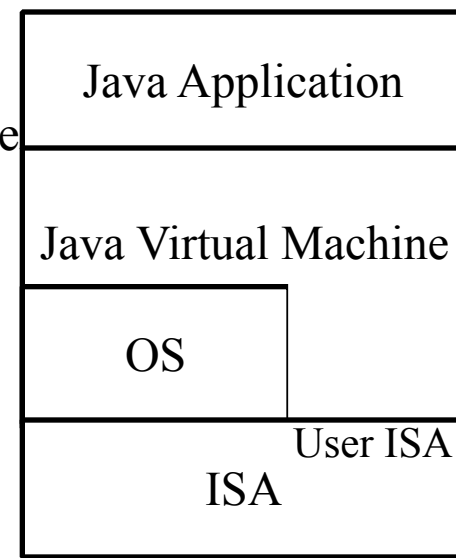 Java Application
e
Java Virtual Machine
OS
User ISA
ISA